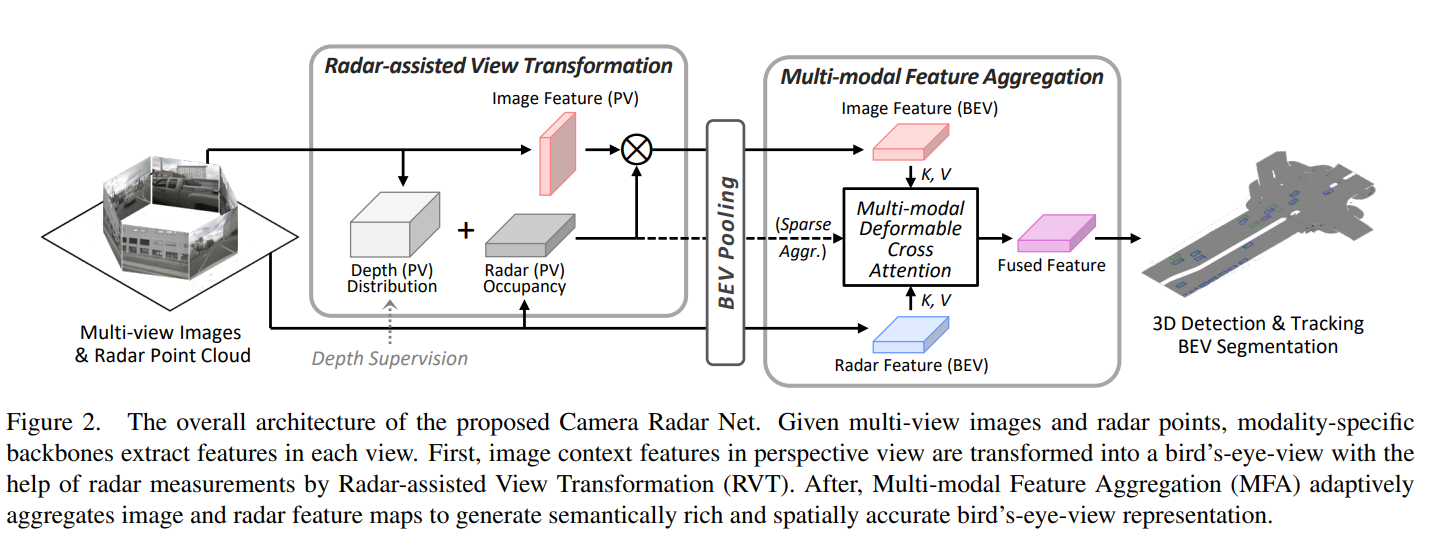 Radar-assisted View Transformation
Image Feature (PV)
Depth (PV)
Distribution
+
Radar (PV)
Occupancy
Depth Supervision
Multi-view Images
& Radar Point Cloud
BEV Pooling
Multi-modal Feature Aggregation
Image Feature (BEV)
K, V
(Sparse
Aggr.)
Multi-modal
Deformable
Cross
Attention
K, V
Radar Feature (BEV)
Fused Feature
3D Detection & Tracking
BEV Segmentation
Figure 2. The overall architecture of the proposed Camera Radar Net. Given multi-view images and radar points, modality-specific
backbones extract features in each view. First, image context features in perspective view are transformed into a bird's-eye-view with the
help of radar measurements by Radar-assisted View Transformation (RVT). After, Multi-modal Feature Aggregation (MFA) adaptively
aggregates image and radar feature maps to generate semantically rich and spatially accurate bird's-eye-view representation.